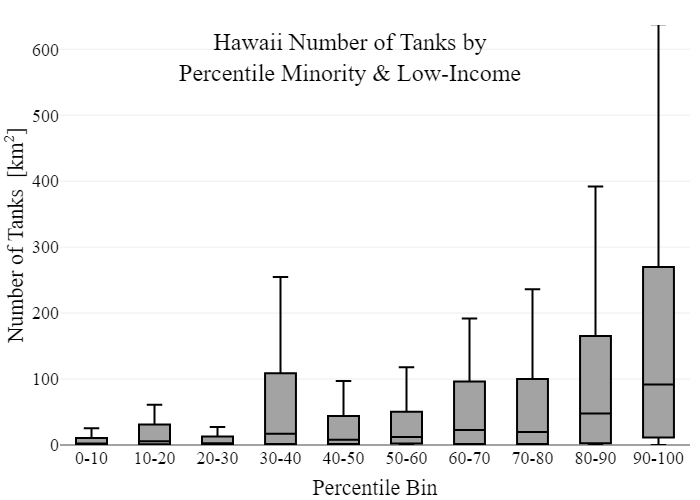 Hawaii Number of Tanks by
Percentile Minority & Low-Income
Number of Tanks [km²]
600
500
400
300
200
100
0
0-10 10-20 20-30 30-40 40-50 50-60 60-70 70-80 80-90 90-100
Percentile Bin